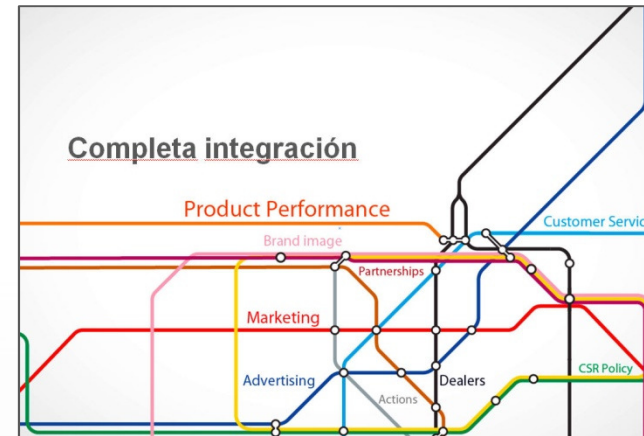 Completa integración
Product Performance
Customer Servic
Brand image
Partnerships
Marketing
CSR Policy
Advertising
Dealers
Actions